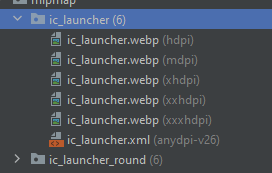 mipmap
ic_launcher (6)
ic_launcher.webp (hdpi)
ic_launcher.webp (mdpi)
ic_launcher.webp (xhdpi)
ic_launcher.webp (xxhdpi)
ic_launcher.webp (xxxhdpi)
ic_launcher.xml (anydpi-v26)
ic_launcher_round (6)